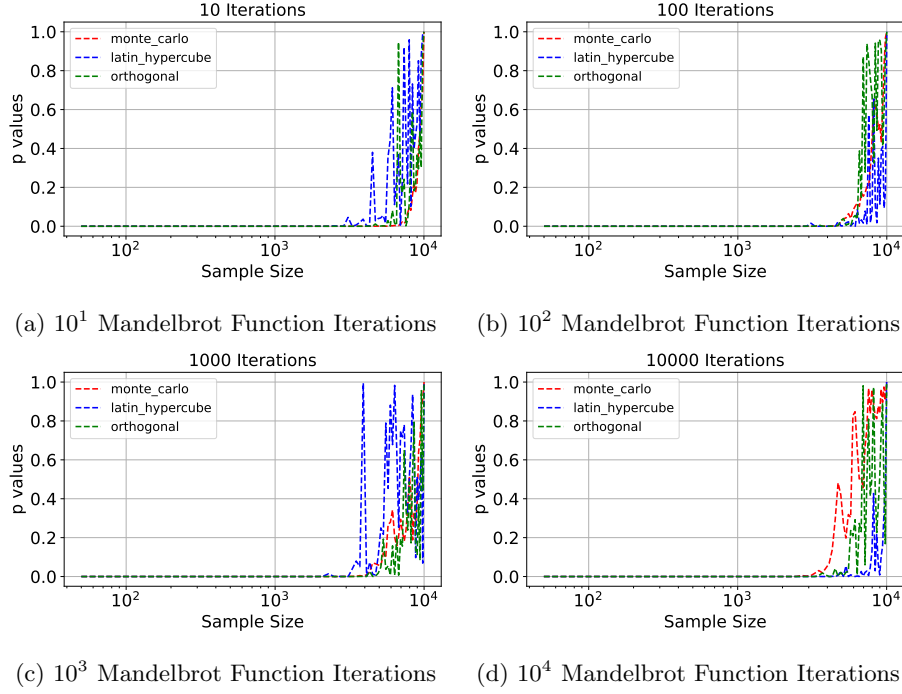 10 Iterations
1.0
0.8
0.6
0.4
0.2
0.0
p values
monte_carlo
latin_hypercube
orthogonal
10²
10³
10⁴
Sample Size
(a) 10¹ Mandelbrot Function Iterations
100 Iterations
1.0
0.8
0.6
0.4
0.2
0.0
p values
monte_carlo
latin_hypercube
orthogonal
10²
10³
10⁴
Sample Size
(b) 10² Mandelbrot Function Iterations
1000 Iterations
1.0
0.8
0.6
0.4
0.2
0.0
p values
monte_carlo
latin_hypercube
orthogonal
10²
10³
10⁴
Sample Size
(c) 10³ Mandelbrot Function Iterations
10000 Iterations
1.0
0.8
0.6
0.4
0.2
0.0
p values
monte_carlo
latin_hypercube
orthogonal
10²
10³
10⁴
Sample Size
(d) 10⁴ Mandelbrot Function Iterations